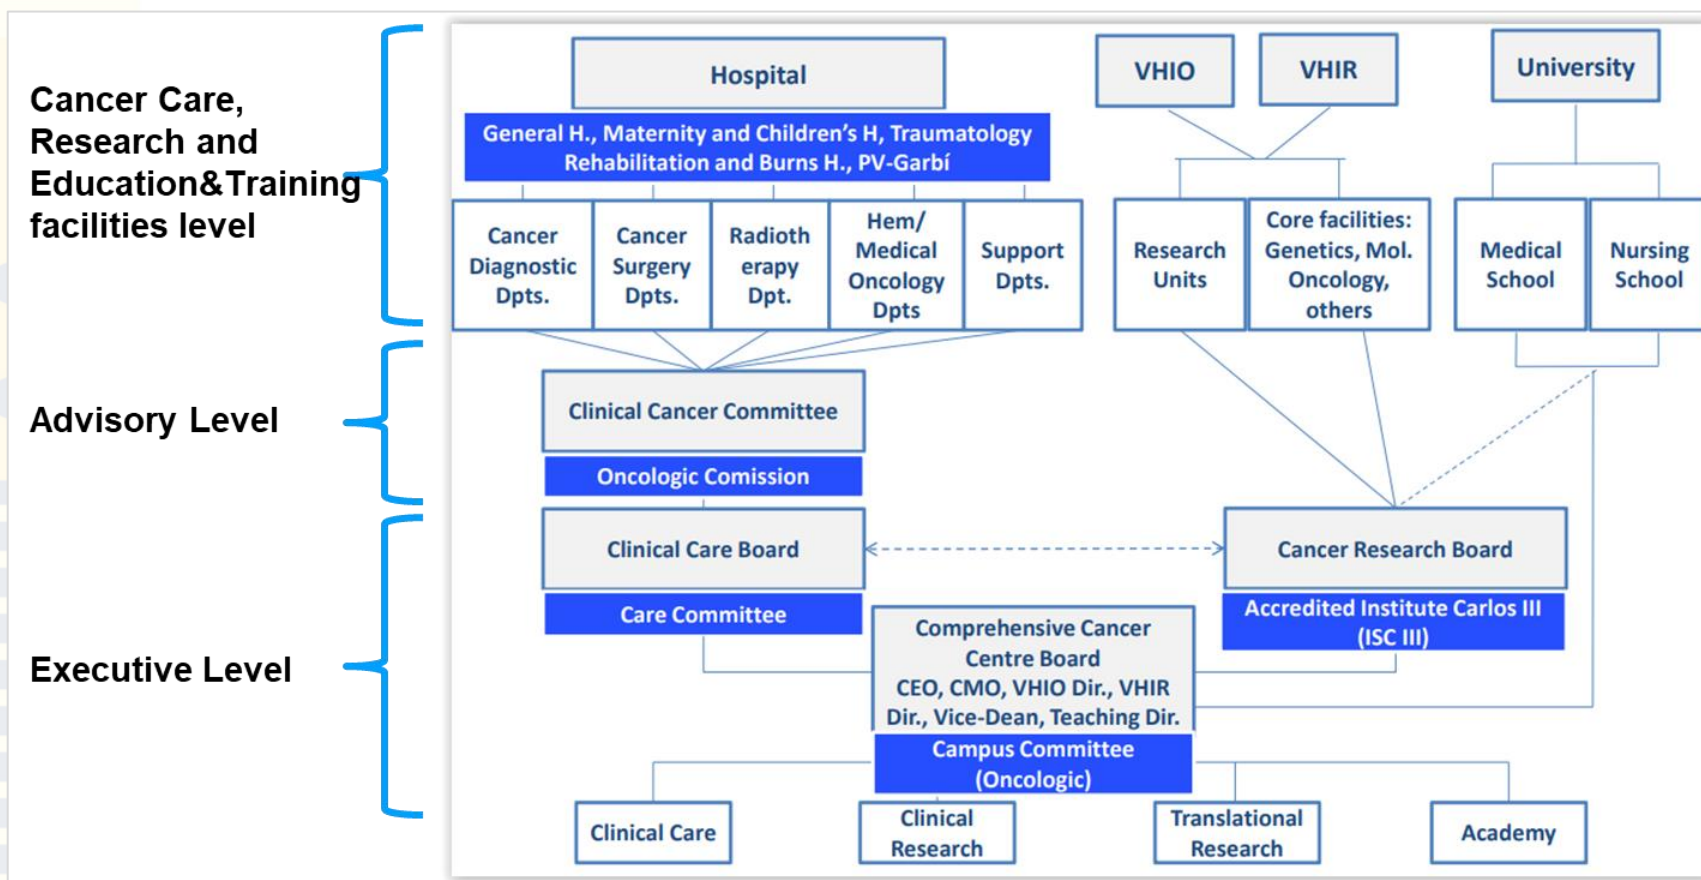 Cancer Care,
Research and
Education&Training
facilities level
Advisory Level
Executive Level
Hospital
General H., Maternity and Children's H, Traumatology
Rehabilitation and Burns H., PV-Garbí
VHIO
VHIR
University
Cancer
Diagnostic
Dpts.
Cancer
Surgery
Dpts.
Radioth
erapy
Dpt.
Hem/
Medical
Oncology
Dpts
Support
Dpts.
Research
Units
Core facilities:
Genetics, Mol.
Oncology,
others
Medical
School
Nursing
School
Clinical Cancer Committee
Oncologic Comission
Clinical Care Board
Care Committee
Cancer Research Board
Accredited Institute Carlos III
(ISC III)
Comprehensive Cancer
Centre Board
CEO, CMO, VHIO Dir., VHIR
Dir., Vice-Dean, Teaching Dir.
Campus Committee
(Oncologic)
Clinical Care
Clinical
Research
Translational
Research
Academy